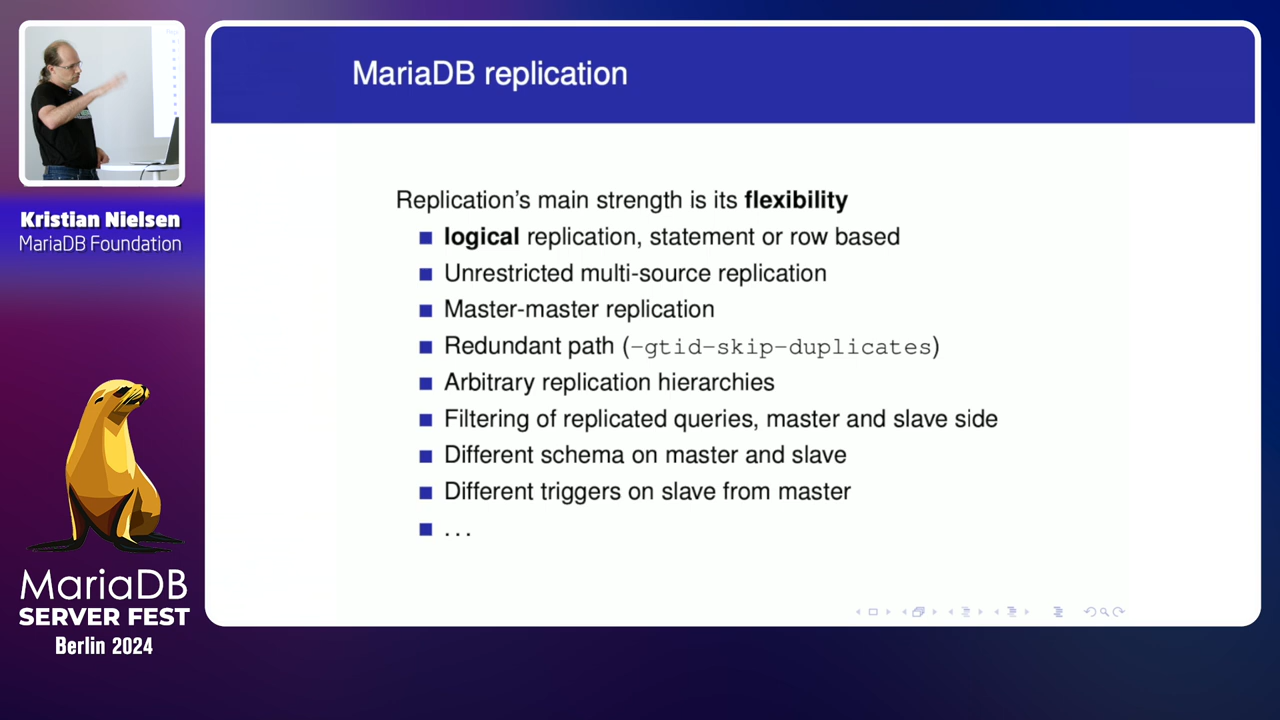 MariaDB replication
Kristian Nielsen
MariaDB Foundation
Replication's main strength is its flexibility
logical replication, statement or row based
Unrestricted multi-source replication
Master-master replication
Redundant path (-gtid-skip-duplicates)
Arbitrary replication hierarchies
Filtering of replicated queries, master and slave side
Different schema on master and slave
Different triggers on slave from master
...
MariaDB
SERVER FEST
Berlin 2024